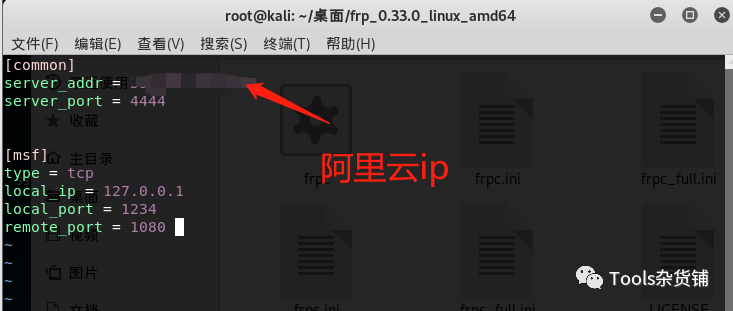 root@kali: ~/桌面/frp_0.33.0_linux_amd64
文件(F) 编辑(E) 查看(V) 搜索(S) 终端(T) 帮助(H)
[common]
server_addr =
server_port = 4444
收藏
[msf]
主目录
type = tcp
local_ip = 127.0.0.1
桌面
local_port = 1234
remote_port = 1080
视频
~
~
图片
~
~
文档
阿里云ip
frpc
frpc.ini
frpc_full.ini
frps.ini
frps_full.ini
LICENSE
Tools杂货铺